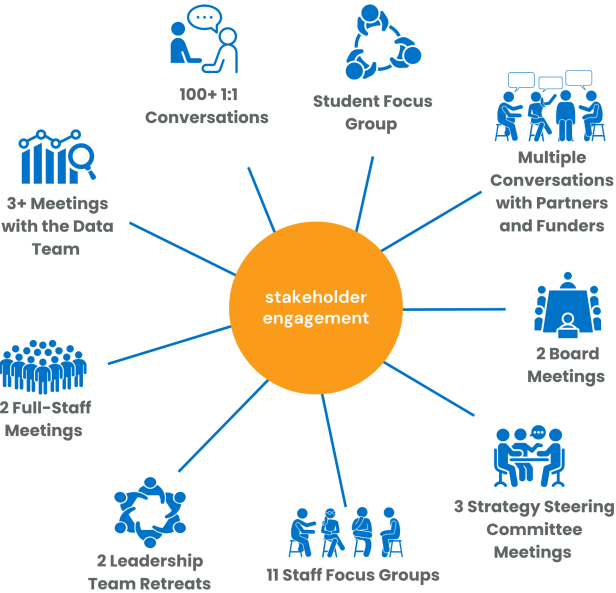 100+ 1:1
Conversations
Student Focus
Group
Multiple
Conversations
with Partners
and Funders
3+ Meetings
with the Data
Team
stakeholder
engagement
2 Board
Meetings
2 Full-Staff
Meetings
3 Strategy Steering
Committee
Meetings
2 Leadership
Team Retreats
11 Staff Focus Groups